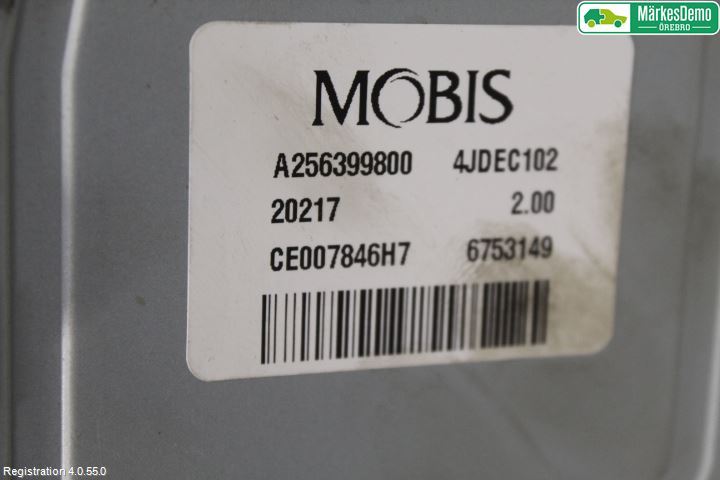 MärkesDemo
ÖREBRO
MOBIS
A256399800 4JDEC102
20217 2.00
CE007846H7 6753149
Registration 4.0.55.0